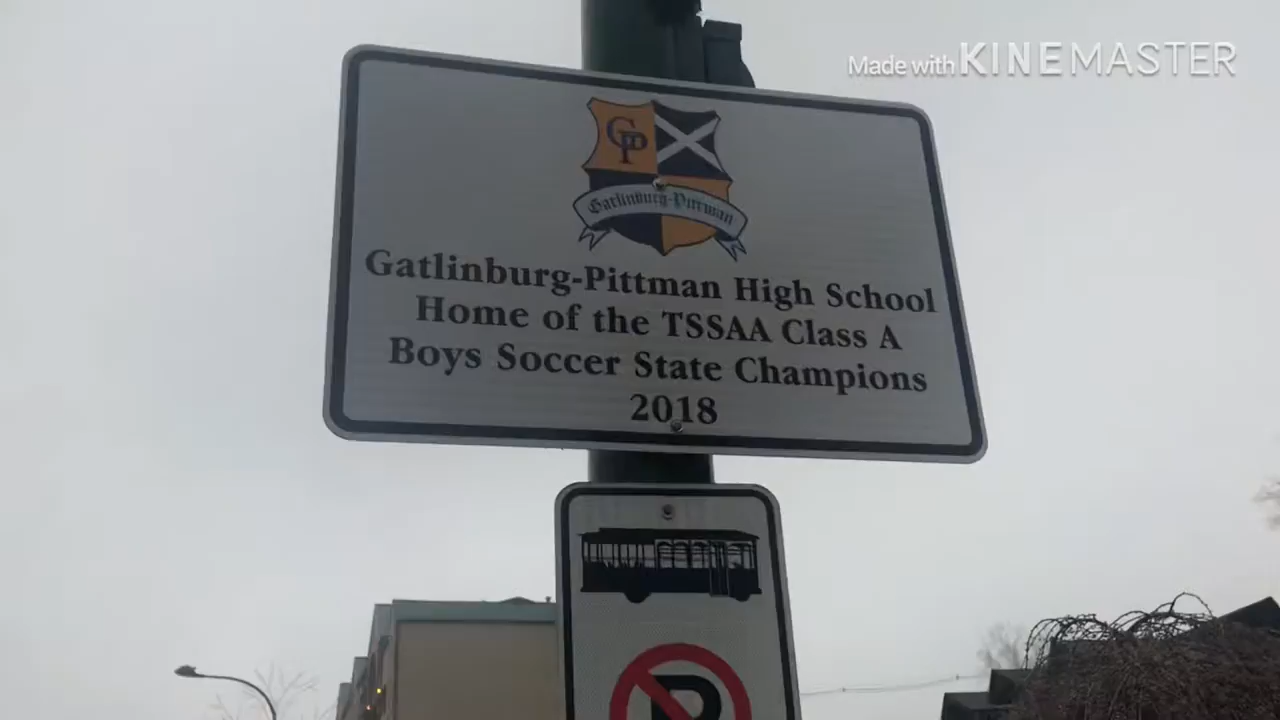 Made with KINEMASTER
GP
Gatlinburg-Pittman
Gatlinburg-Pittman High School
Home of the TSSAA Class A
Boys Soccer State Champions
2018
P